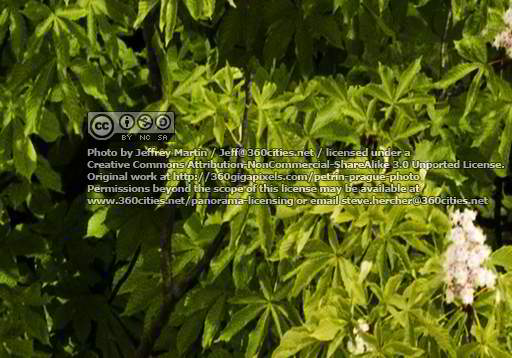 cc BY NC SA
Photo by Jeffrey Martin / Jeff@360cities.net / licensed under a
Creative Commons Attribution-NonCommercial-ShareAlike 3.0 Unported License.
Original work at http://360gigapixels.com/petrin-prague-photo
Permissions beyond the scope of this license may be available at
www.360cities.net/panorama-licensing or email steve.hercher@360cities.net